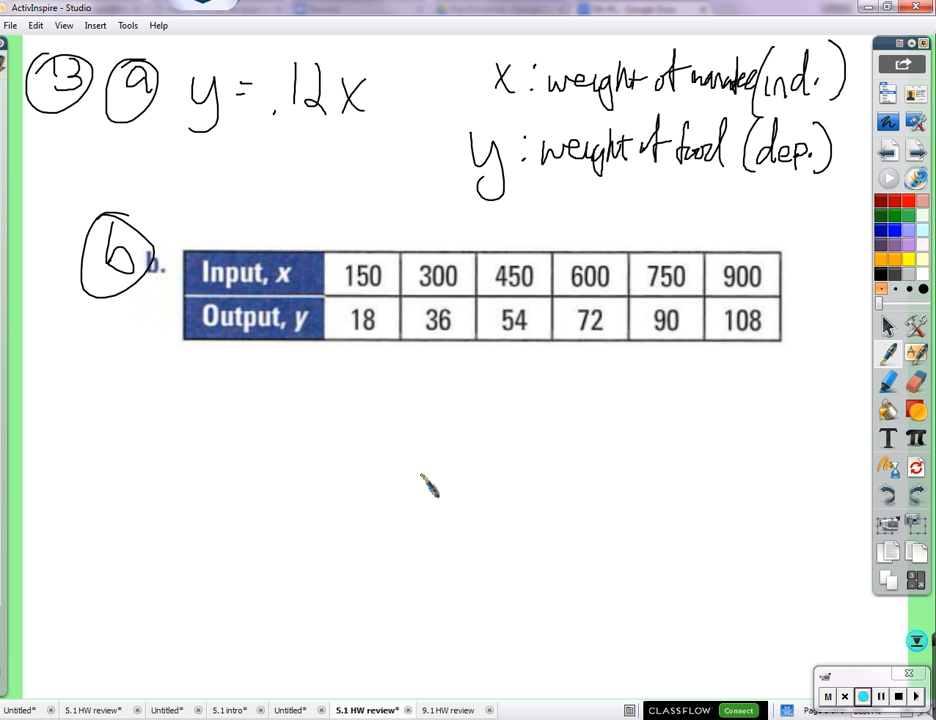 ActivInspire - Studio
File Edit View Insert Tools Help
13 a y = .12x
x : weight of manatee (ind.)
y : weight of food (dep.)
b b.
Input, x 150 300 450 600 750 900
Output, y 18 36 54 72 90 108
Untitled* 5.1 HW review* Untitled* 5.1 intro* Untitled* 5.1 HW review* 9.1 HW review CLASSFLOW Connect